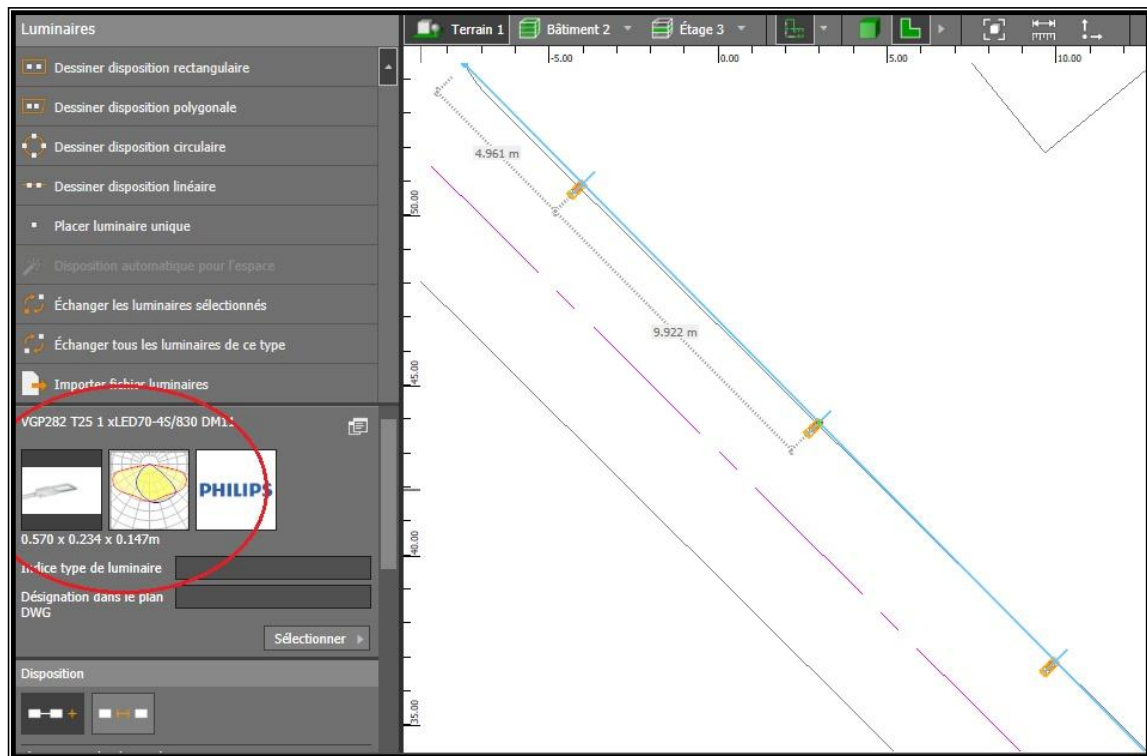 Luminaires
Terrain 1 Bâtiment 2 Étage 3
Dessiner disposition rectangulaire
Dessiner disposition polygonale
Dessiner disposition circulaire
Dessiner disposition linéaire
Placer luminaire unique
Disposition automatique pour l'espace
Échanger les luminaires sélectionnés
Échanger tous les luminaires de ce type
Importer fichier luminaires
VGP282 T25 1 xLED70-4S/830 DM11
PHILIPS
0.570 x 0.234 x 0.147m
Indice type de luminaire
Désignation dans le plan
DWG
Sélectionner
Disposition
-5.00 0.00 5.00 10.00
50.00
45.00
40.00
35.00
4.961 m
9.922 m